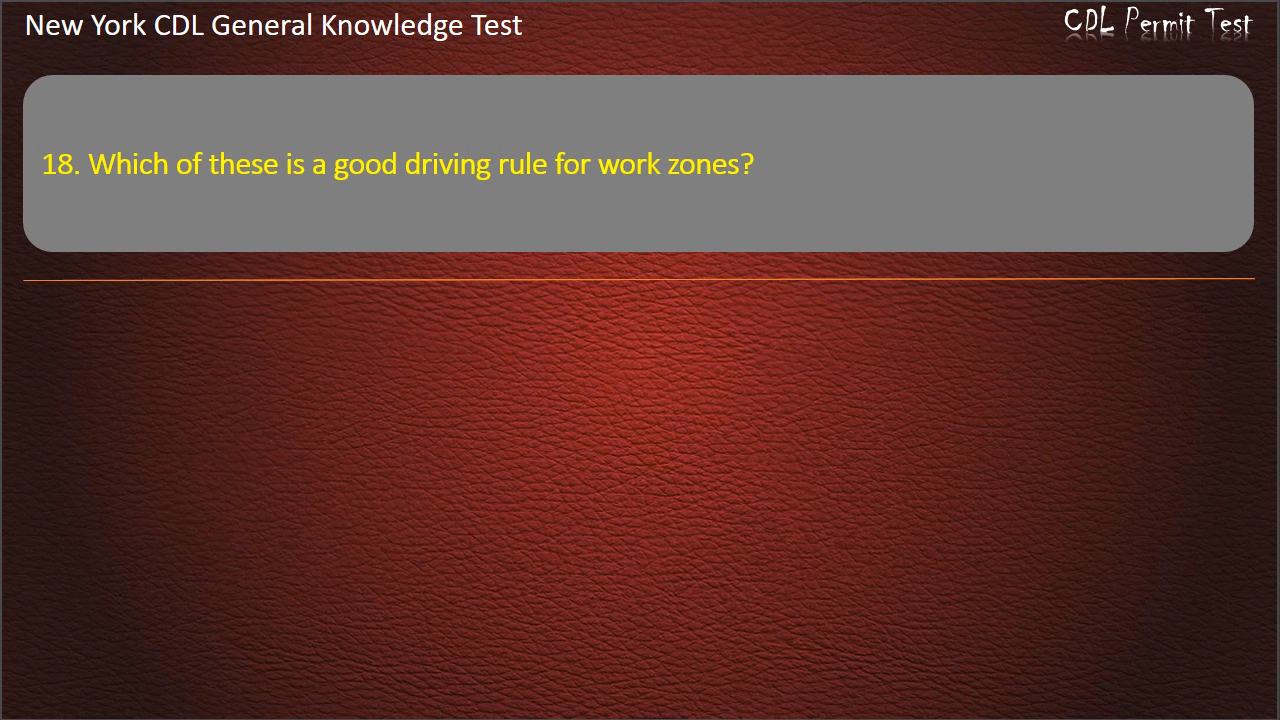 New York CDL General Knowledge Test
CDL Permit Test
18. Which of these is a good driving rule for work zones?